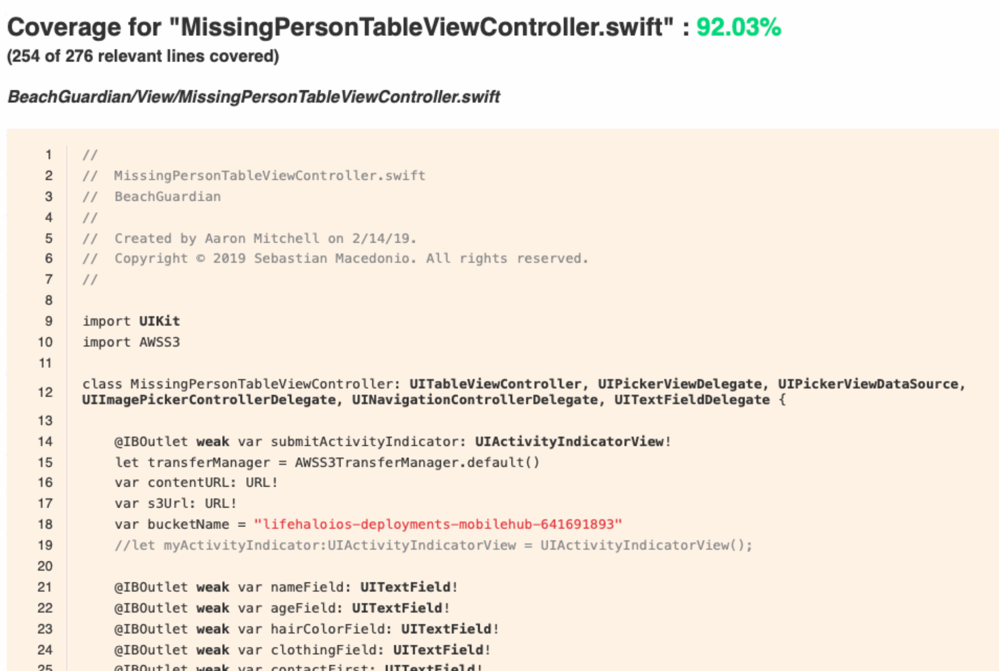 Coverage for "MissingPersonTableViewController.swift" : 92.03%
(254 of 276 relevant lines covered)
BeachGuardian/View/MissingPersonTableViewController.swift
1 //
2 //  MissingPersonTableViewController.swift
3 //  BeachGuardian
4 //
5 //  Created by Aaron Mitchell on 2/14/19.
6 //  Copyright © 2019 Sebastian Macedonio. All rights reserved.
7 //
8
9 import UIKit
10 import AWSS3
11
12 class MissingPersonTableViewController: UITableViewController, UIPickerViewDelegate, UIPickerViewDataSource,
UIImagePickerControllerDelegate, UINavigationControllerDelegate, UITextFieldDelegate {
13
14     @IBOutlet weak var submitActivityIndicator: UIActivityIndicatorView!
15     let transferManager = AWSS3TransferManager.default()
16     var contentURL: URL!
17     var s3Url: URL!
18     var bucketName = "lifehaloios-deployments-mobilehub-641691893"
19     //let myActivityIndicator:UIActivityIndicatorView = UIActivityIndicatorView();
20
21     @IBOutlet weak var nameField: UITextField!
22     @IBOutlet weak var ageField: UITextField!
23     @IBOutlet weak var hairColorField: UITextField!
24     @IBOutlet weak var clothingField: UITextField!
25     @IBOutlet weak var contactFirst: UITextField!